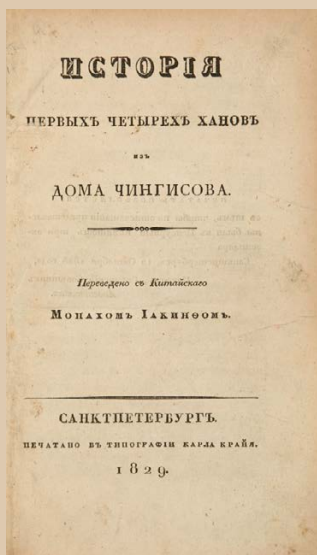 ИСТОРІЯ
ПЕРВЫХЪ ЧЕТЫРЕХЪ ХАНОВЪ
ИЗЪ
ДОМА ЧИНГИСОВА.
Переведено съ Китайскаго
Монахомъ Іакинѳомъ.
САНКТПЕТЕРБУРГЪ.
ПЕЧАТАНО ВЪ ТИПОГРАФІИ КАРЛА КРАЙЯ.
1829.